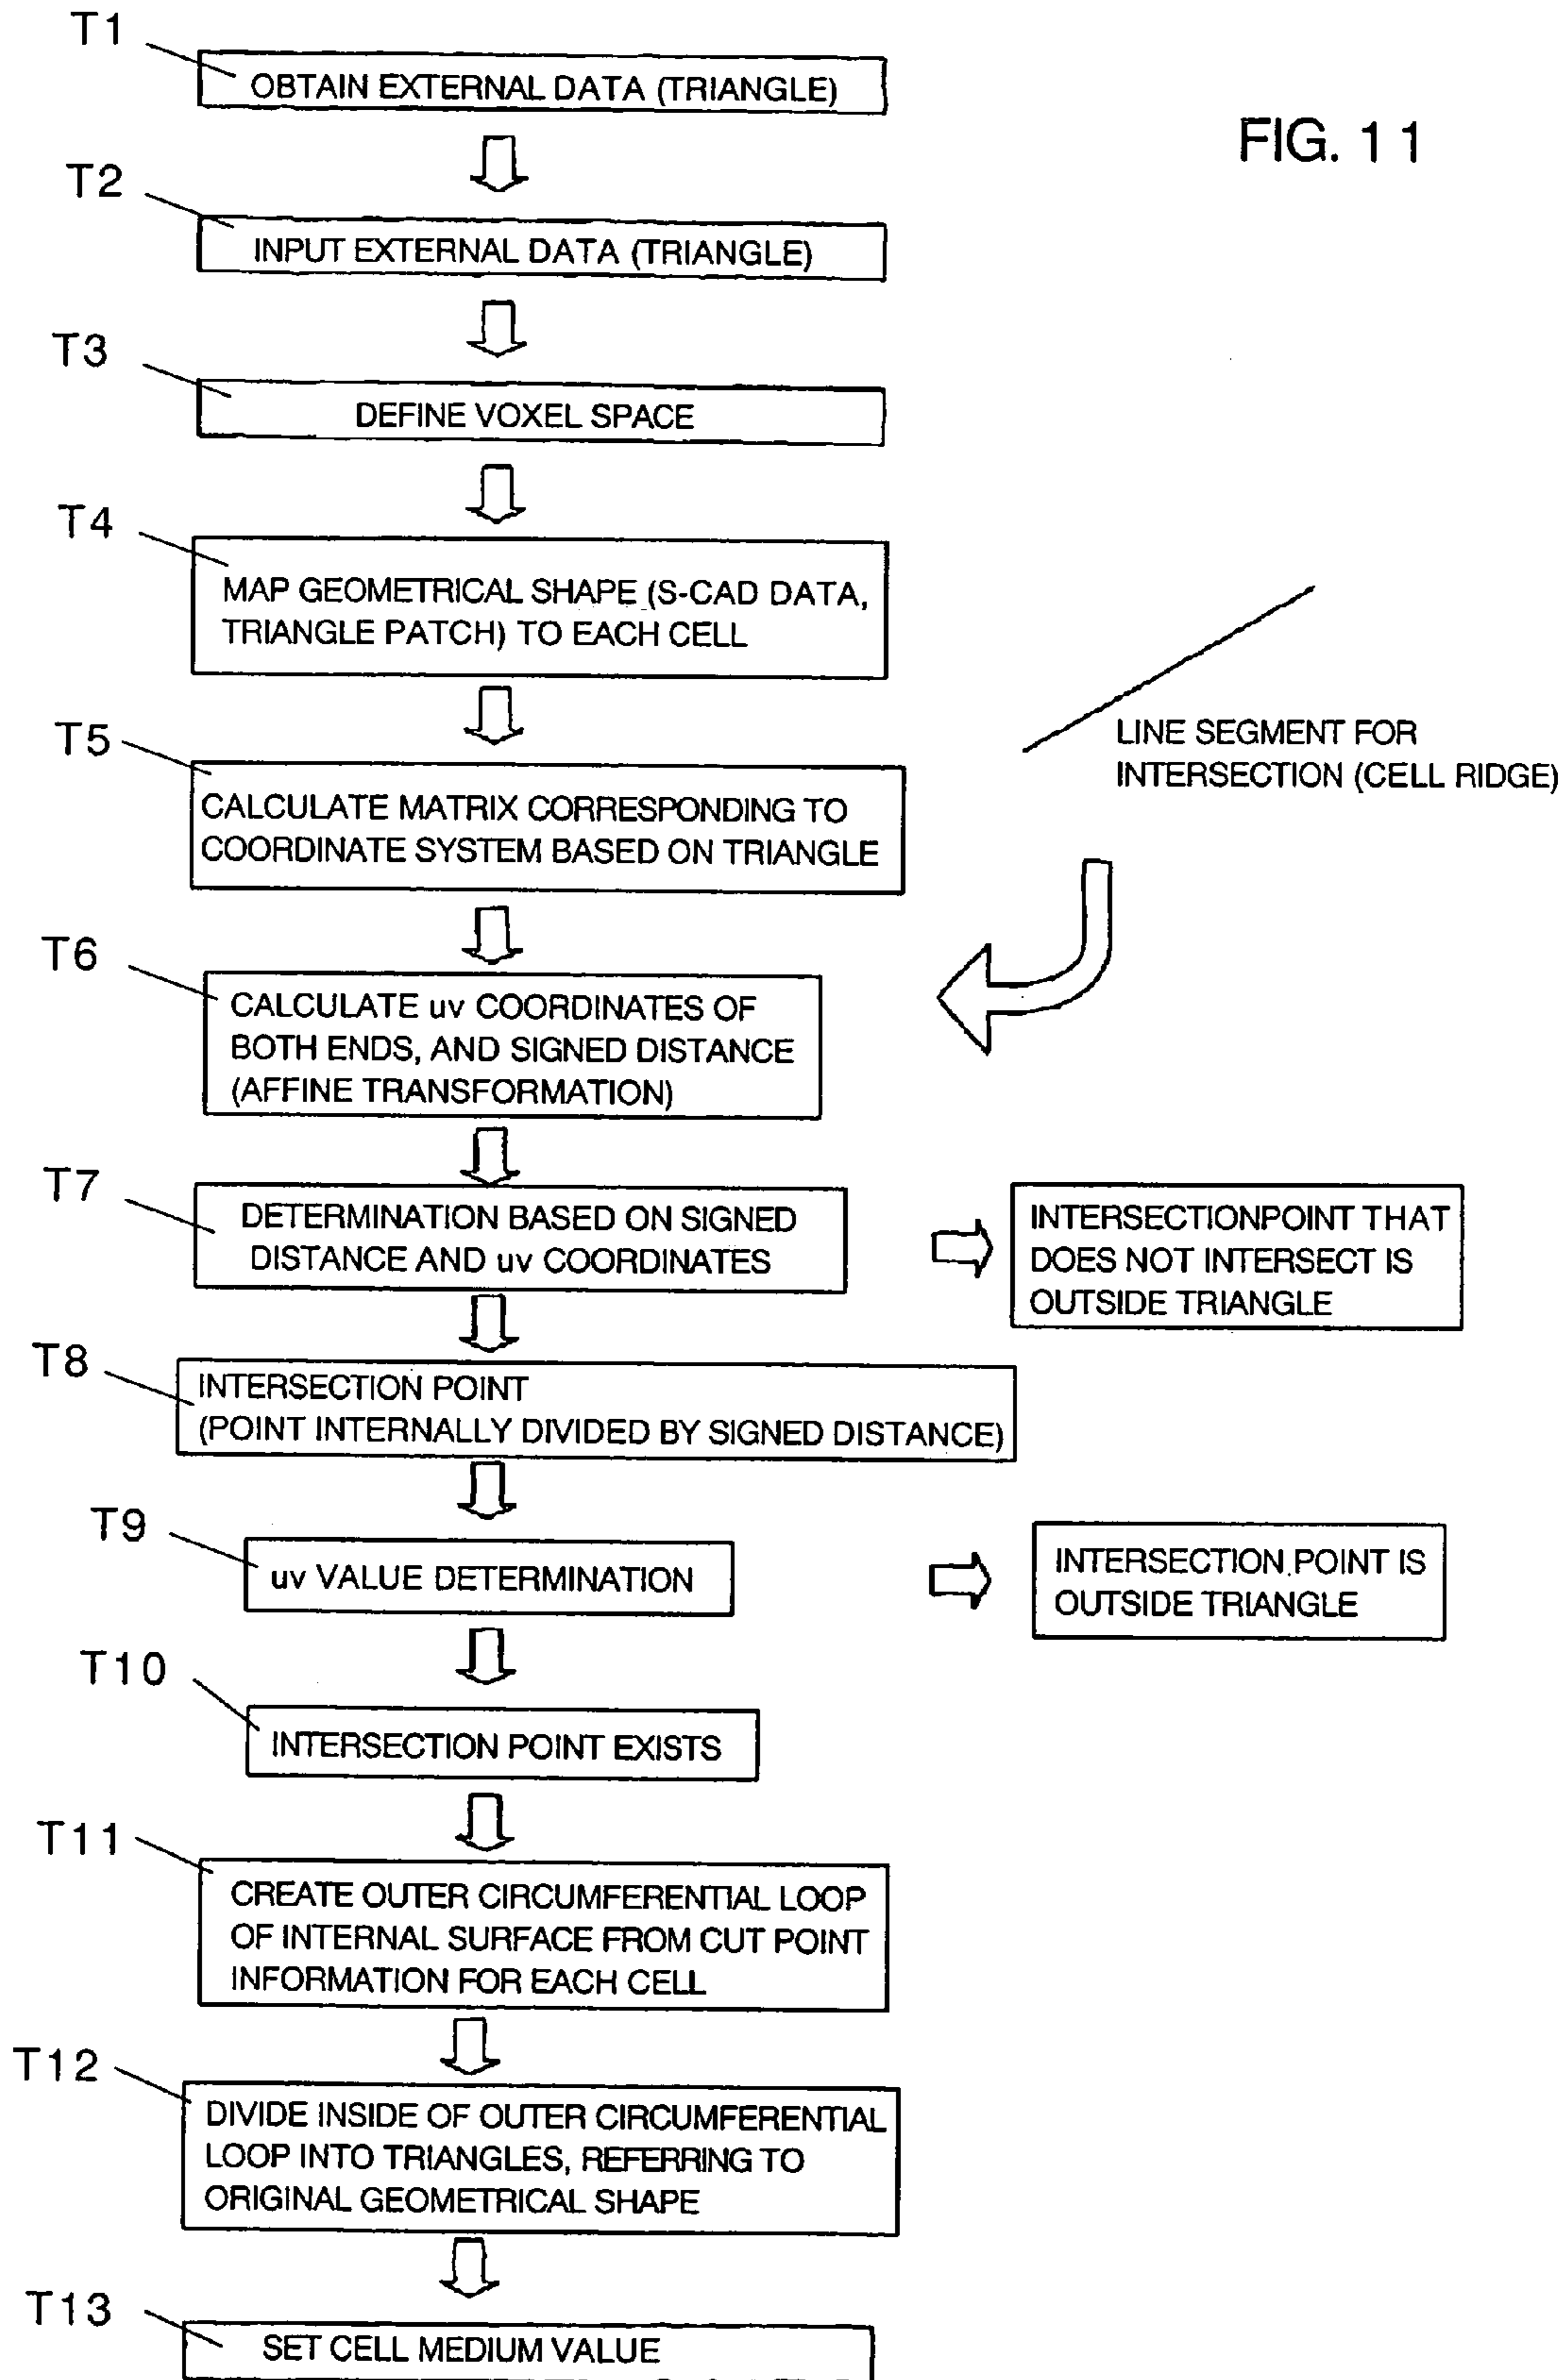 T1
OBTAIN EXTERNAL DATA (TRIANGLE)
FIG. 11
T2
INPUT EXTERNAL DATA (TRIANGLE)
T3
DEFINE VOXEL SPACE
T4
MAP GEOMETRICAL SHAPE (S-CAD DATA,
TRIANGLE PATCH) TO EACH CELL
LINE SEGMENT FOR
INTERSECTION (CELL RIDGE)
T5
CALCULATE MATRIX CORRESPONDING TO
COORDINATE SYSTEM BASED ON TRIANGLE
T6
CALCULATE uv COORDINATES OF
BOTH ENDS, AND SIGNED DISTANCE
(AFFINE TRANSFORMATION)
T7
DETERMINATION BASED ON SIGNED
DISTANCE AND uv COORDINATES
INTERSECTIONPOINT THAT
DOES NOT INTERSECT IS
OUTSIDE TRIANGLE
T8
INTERSECTION POINT
(POINT INTERNALLY DIVIDED BY SIGNED DISTANCE)
T9
uv VALUE DETERMINATION
INTERSECTION POINT IS
OUTSIDE TRIANGLE
T10
INTERSECTION POINT EXISTS
T11
CREATE OUTER CIRCUMFERENTIAL LOOP
OF INTERNAL SURFACE FROM CUT POINT
INFORMATION FOR EACH CELL
T12
DIVIDE INSIDE OF OUTER CIRCUMFERENTIAL
LOOP INTO TRIANGLES, REFERRING TO
ORIGINAL GEOMETRICAL SHAPE
T13
SET CELL MEDIUM VALUE